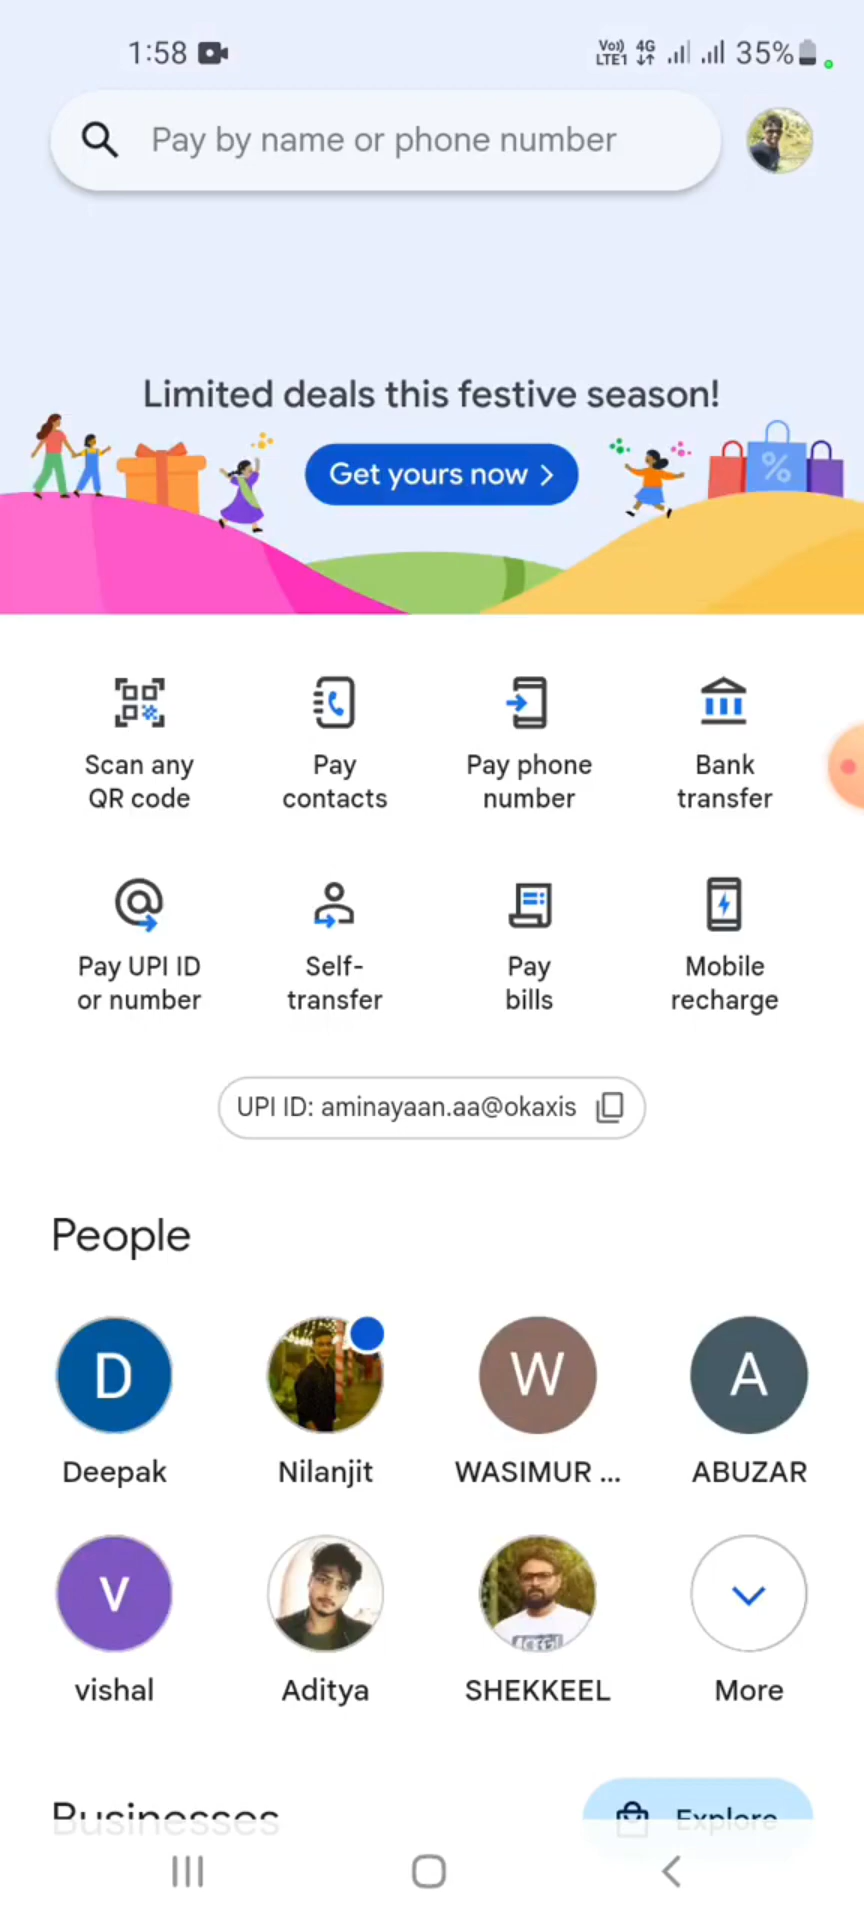 1:58
Vo)) LTE1 4G 35%
Pay by name or phone number
Limited deals this festive season!
Get yours now
%
Scan any QR code
Pay contacts
Pay phone number
Bank transfer
Pay UPI ID or number
Self-transfer
Pay bills
Mobile recharge
UPI ID: aminayaan.aa@okaxis
People
D
W
A
Deepak
Nilanjit
WASIMUR ...
ABUZAR
V
vishal
Aditya
SHEKKEEL
More
Businesses
Explore